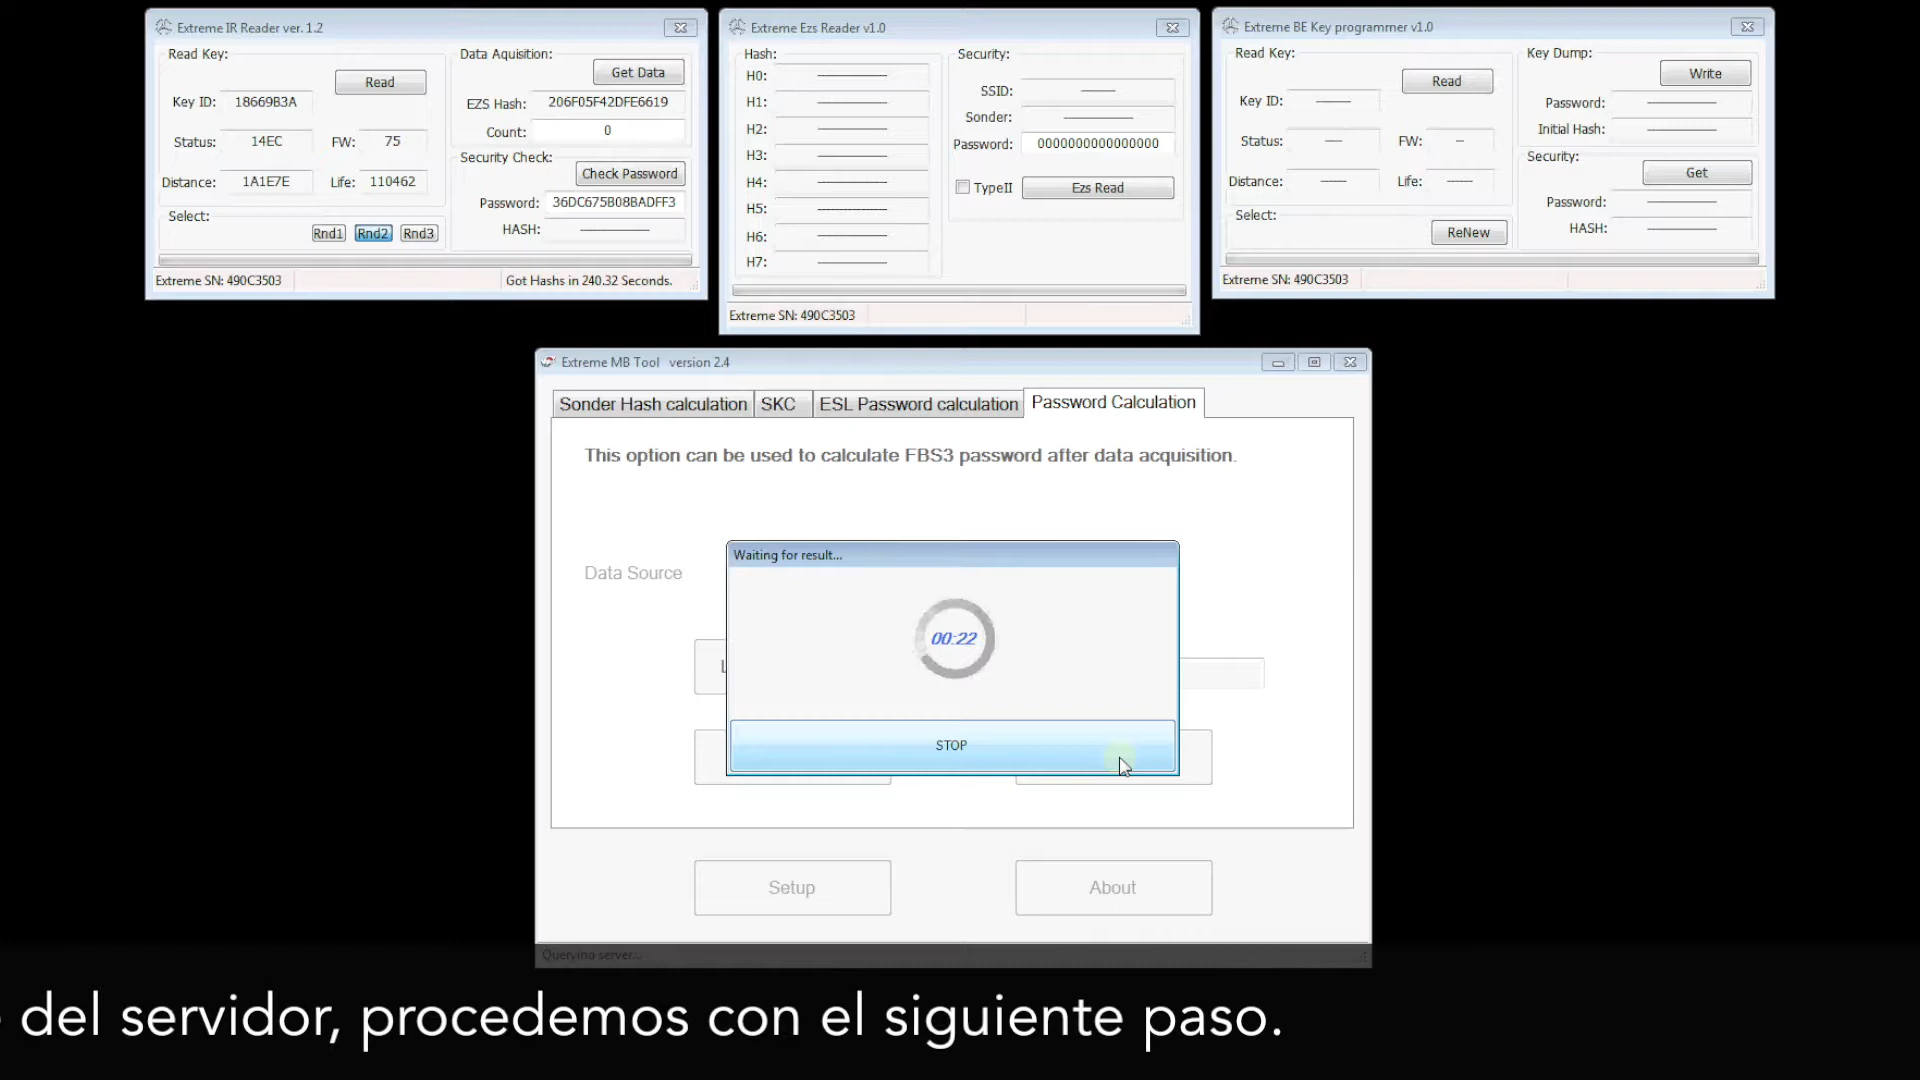 Extreme IR Reader ver. 1.2
Read Key:
Read
Key ID: 18669B3A
Status: 14EC FW: 75
Distance: 1A1E7E Life: 110462
Select:
Rnd1 Rnd2 Rnd3
Data Aquisition:
Get Data
EZS Hash: 206F05F42DFE6619
Count: 0
Security Check:
Check Password
Password: 36DC675B08BADFF3
HASH: ----------------
Extreme SN: 490C3503 Got Hashs in 240.32 Seconds.
Extreme Ezs Reader v1.0
Hash:
H0: ----------------
H1: ----------------
H2: ----------------
H3: ----------------
H4: ----------------
H5: ----------------
H6: ----------------
H7: ----------------
Security:
SSID: --------
Sonder: ----------------
Password: 0000000000000000
TypeII Ezs Read
Extreme SN: 490C3503
Extreme BE Key programmer v1.0
Read Key:
Read
Key ID: --------
Status: ---- FW: --
Distance: ------ Life: ------
Select:
ReNew
Key Dump:
Write
Password: ----------------
Initial Hash: ----------------
Security:
Get
Password: ----------------
HASH: ----------------
Extreme SN: 490C3503
Extreme MB Tool version 2.4
Sonder Hash calculation SKC ESL Password calculation Password Calculation
This option can be used to calculate FBS3 password after data acquisition.
Data Source
Waiting for result...
00:22
STOP
Setup About
Querying server...
del servidor, procedemos con el siguiente paso.